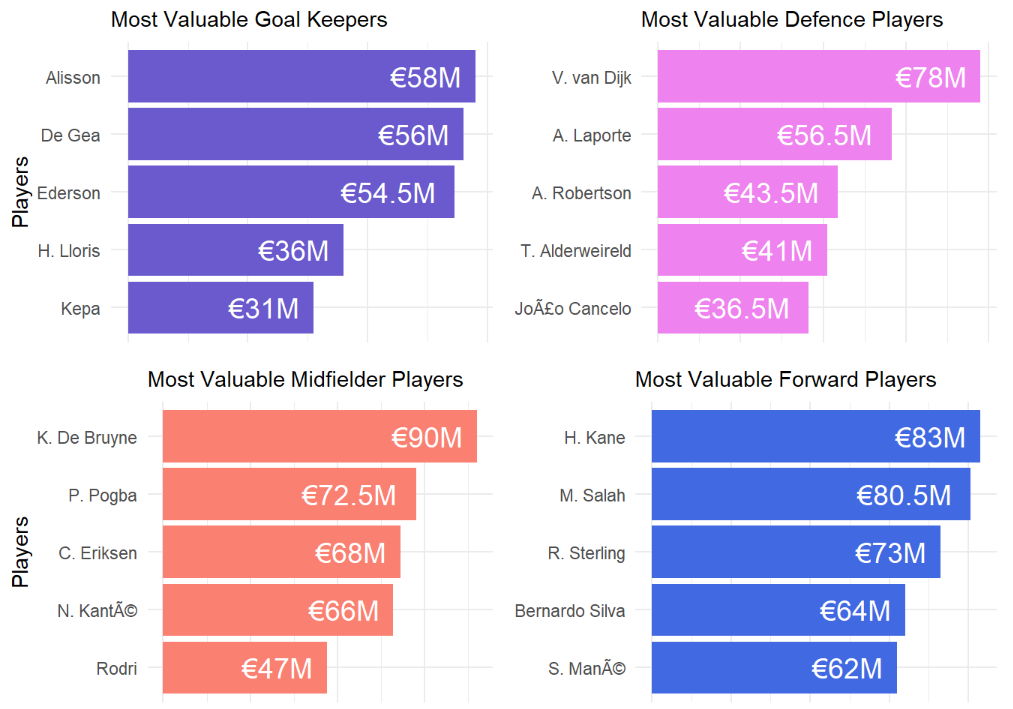 Most Valuable Goal Keepers
Players
Alisson €58M
De Gea €56M
Ederson €54.5M
H. Lloris €36M
Kepa €31M
Most Valuable Defence Players
V. van Dijk €78M
A. Laporte €56.5M
A. Robertson €43.5M
T. Alderweireld €41M
JoÃ£o Cancelo €36.5M
Most Valuable Midfielder Players
Players
K. De Bruyne €90M
P. Pogba €72.5M
C. Eriksen €68M
N. KantÃ© €66M
Rodri €47M
Most Valuable Forward Players
H. Kane €83M
M. Salah €80.5M
R. Sterling €73M
Bernardo Silva €64M
S. ManÃ© €62M